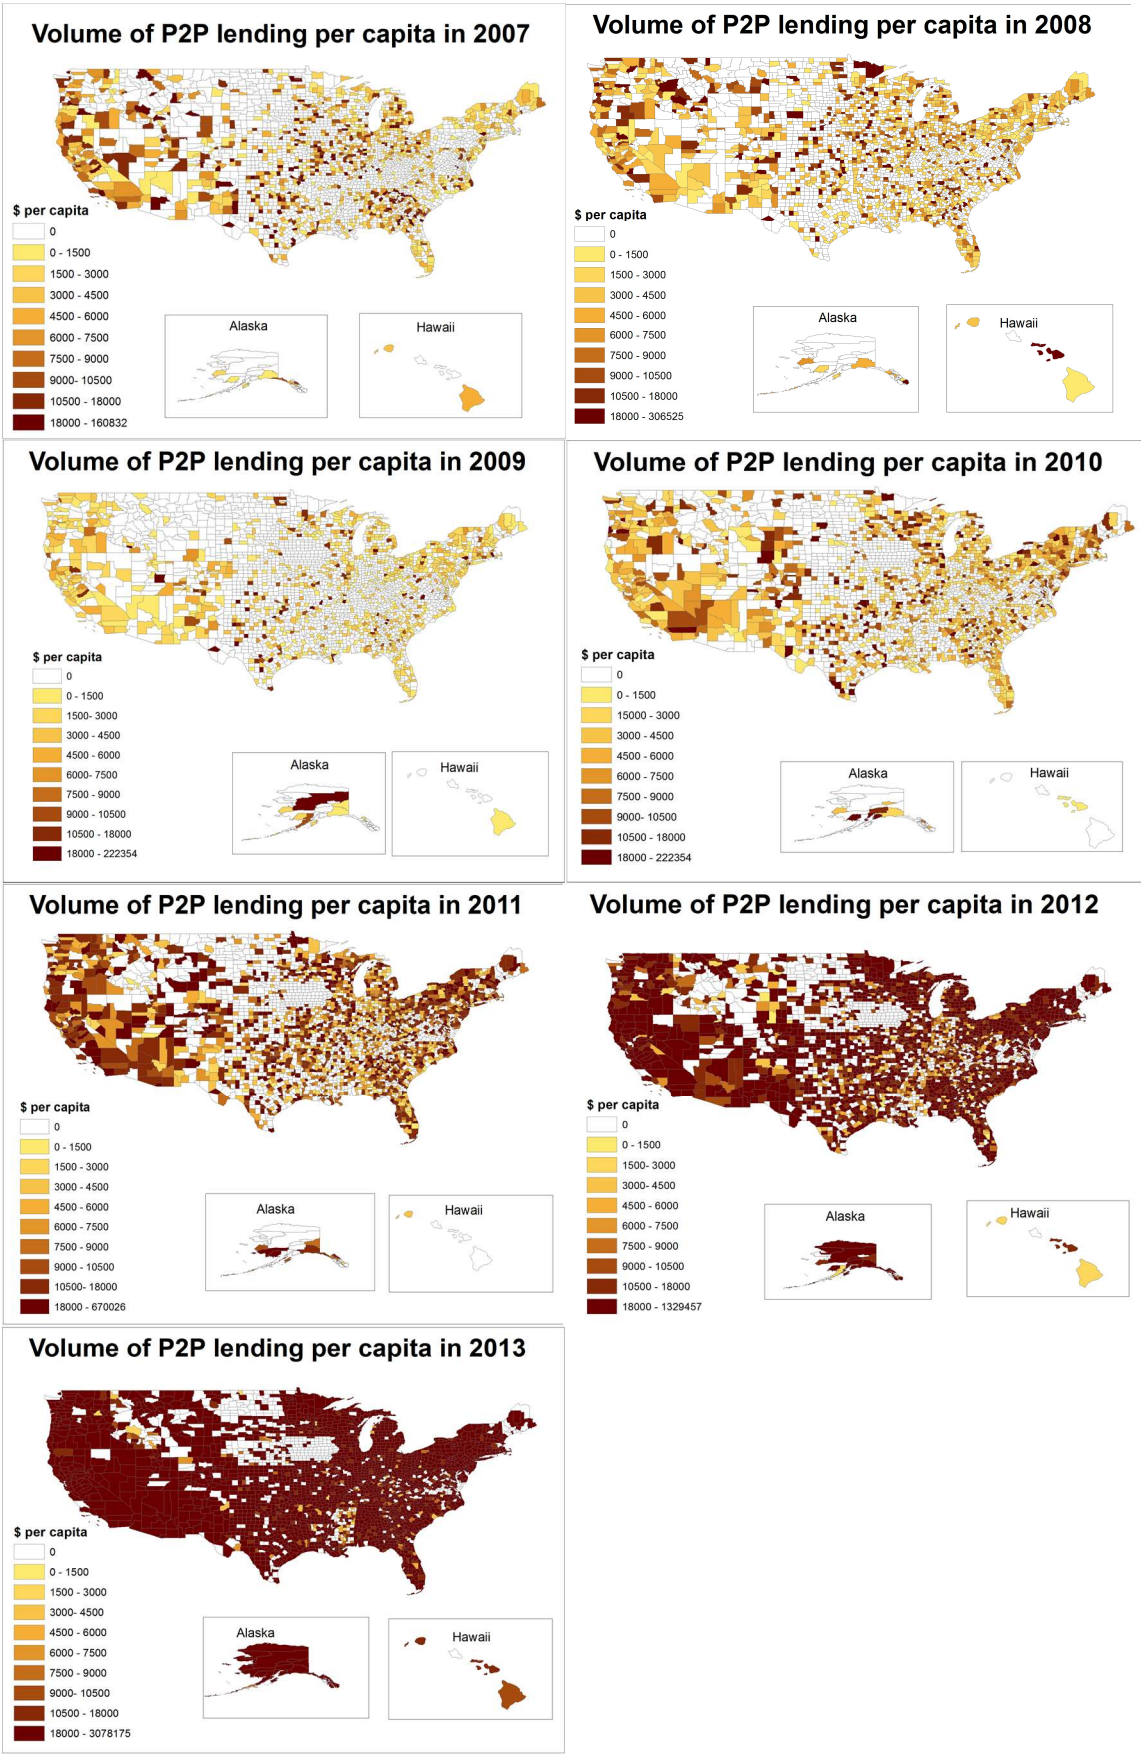 Volume of P2P lending per capita in 2007
$ per capita
0
0 - 1500
1500 - 3000
3000 - 4500
4500 - 6000
6000 - 7500
7500 - 9000
9000- 10500
10500 - 18000
18000 - 160832
Alaska
Hawaii
Volume of P2P lending per capita in 2008
$ per capita
0
0 - 1500
1500 - 3000
3000 - 4500
4500 - 6000
6000 - 7500
7500 - 9000
9000 - 10500
10500 - 18000
18000 - 306525
Alaska
Hawaii
Volume of P2P lending per capita in 2009
$ per capita
0
0 - 1500
1500- 3000
3000 - 4500
4500 - 6000
6000- 7500
7500 - 9000
9000 - 10500
10500 - 18000
18000 - 222354
Alaska
Hawaii
Volume of P2P lending per capita in 2010
$ per capita
0
0 - 1500
15000 - 3000
3000 - 4500
4500 - 6000
6000 - 7500
7500 - 9000
9000- 10500
10500 - 18000
18000 - 222354
Alaska
Hawaii
Volume of P2P lending per capita in 2011
$ per capita
0
0 - 1500
1500 - 3000
3000 - 4500
4500 - 6000
6000 - 7500
7500 - 9000
9000 - 10500
10500- 18000
18000 - 670026
Alaska
Hawaii
Volume of P2P lending per capita in 2012
$ per capita
0
0 - 1500
1500- 3000
3000- 4500
4500 - 6000
6000 - 7500
7500 - 9000
9000 - 10500
10500 - 18000
18000 - 1329457
Alaska
Hawaii
Volume of P2P lending per capita in 2013
$ per capita
0
0 - 1500
1500 - 3000
3000- 4500
4500 - 6000
6000 - 7500
7500 - 9000
9000- 10500
10500 - 18000
18000 - 3078175
Alaska
Hawaii